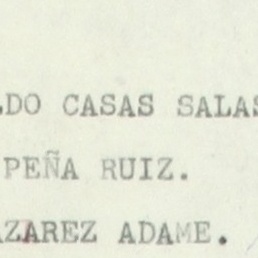 LDO CASAS SALAS
PEÑA RUIZ.
AZAREZ ADAME.